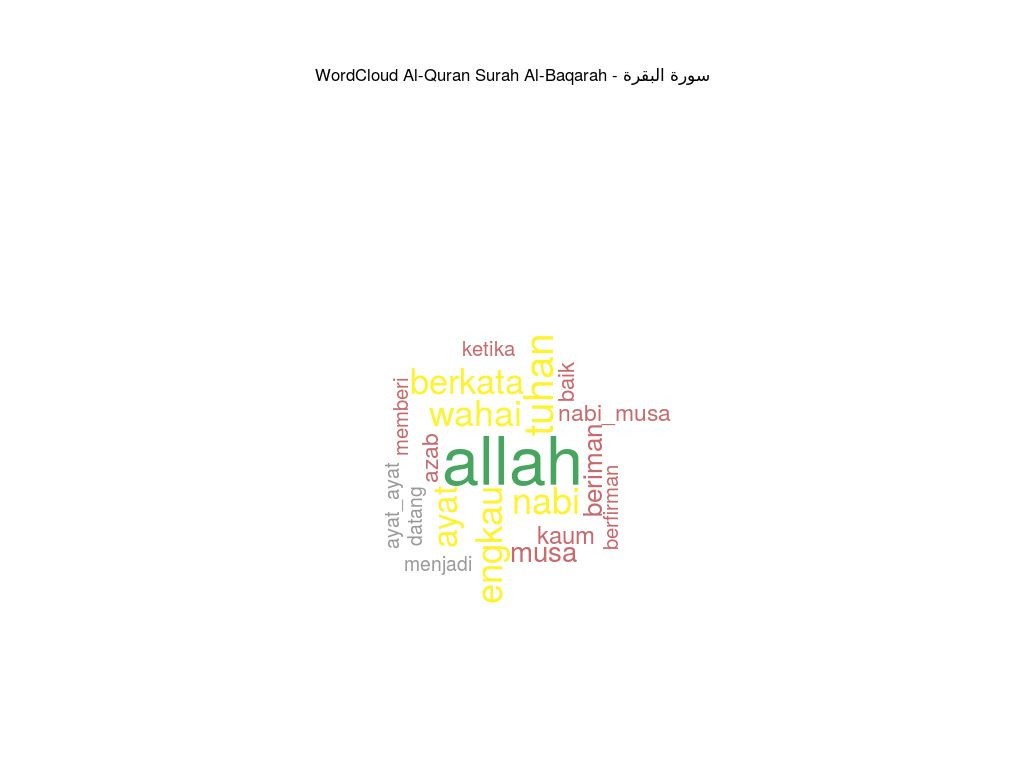 WordCloud Al-Quran Surah Al-Baqarah - سورة البقرة
ketika
tuhan
berkata
baik
memberi
wahai
nabi_musa
azab
allah
beriman
ayat_ayat
datang
ayat
engkau
nabi
berfirman
kaum
musa
menjadi